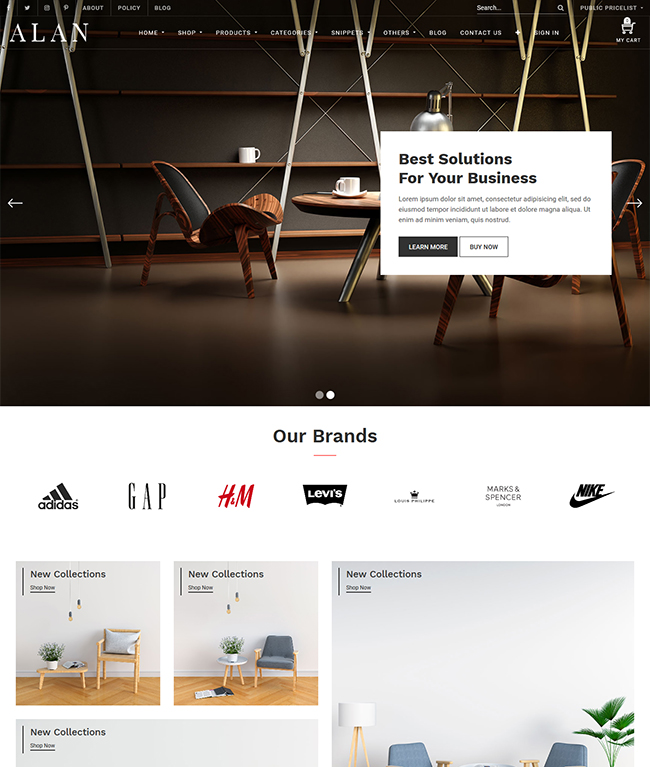 ABOUT POLICY BLOG Search... PUBLIC PRICELIST
ALAN
HOME SHOP PRODUCTS CATEGORIES SNIPPETS OTHERS BLOG CONTACT US SIGN IN
0
MY CART
Best Solutions
For Your Business
Lorem ipsum dolor sit amet, consectetur adipisicing elit, sed do
eiusmod tempor incididunt ut labore et dolore magna aliqua. Ut
enim ad minim veniam, quis nostrud.
LEARN MORE BUY NOW
Our Brands
adidas
GAP
H&M
LEVI'S
LOUIS PHILIPPE
MARKS &
SPENCER
LONDON
NIKE
New Collections
Shop Now
New Collections
Shop Now
New Collections
Shop Now
New Collections
Shop Now